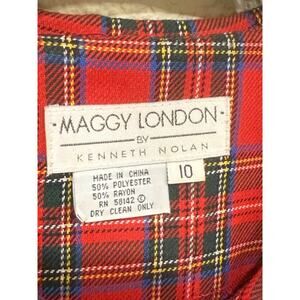 MAGGY LONDON
BY
KENNETH NOLAN
MADE IN CHINA
50% POLYESTER
50% RAYON
RN 58142 ©
DRY CLEAN ONLY
10